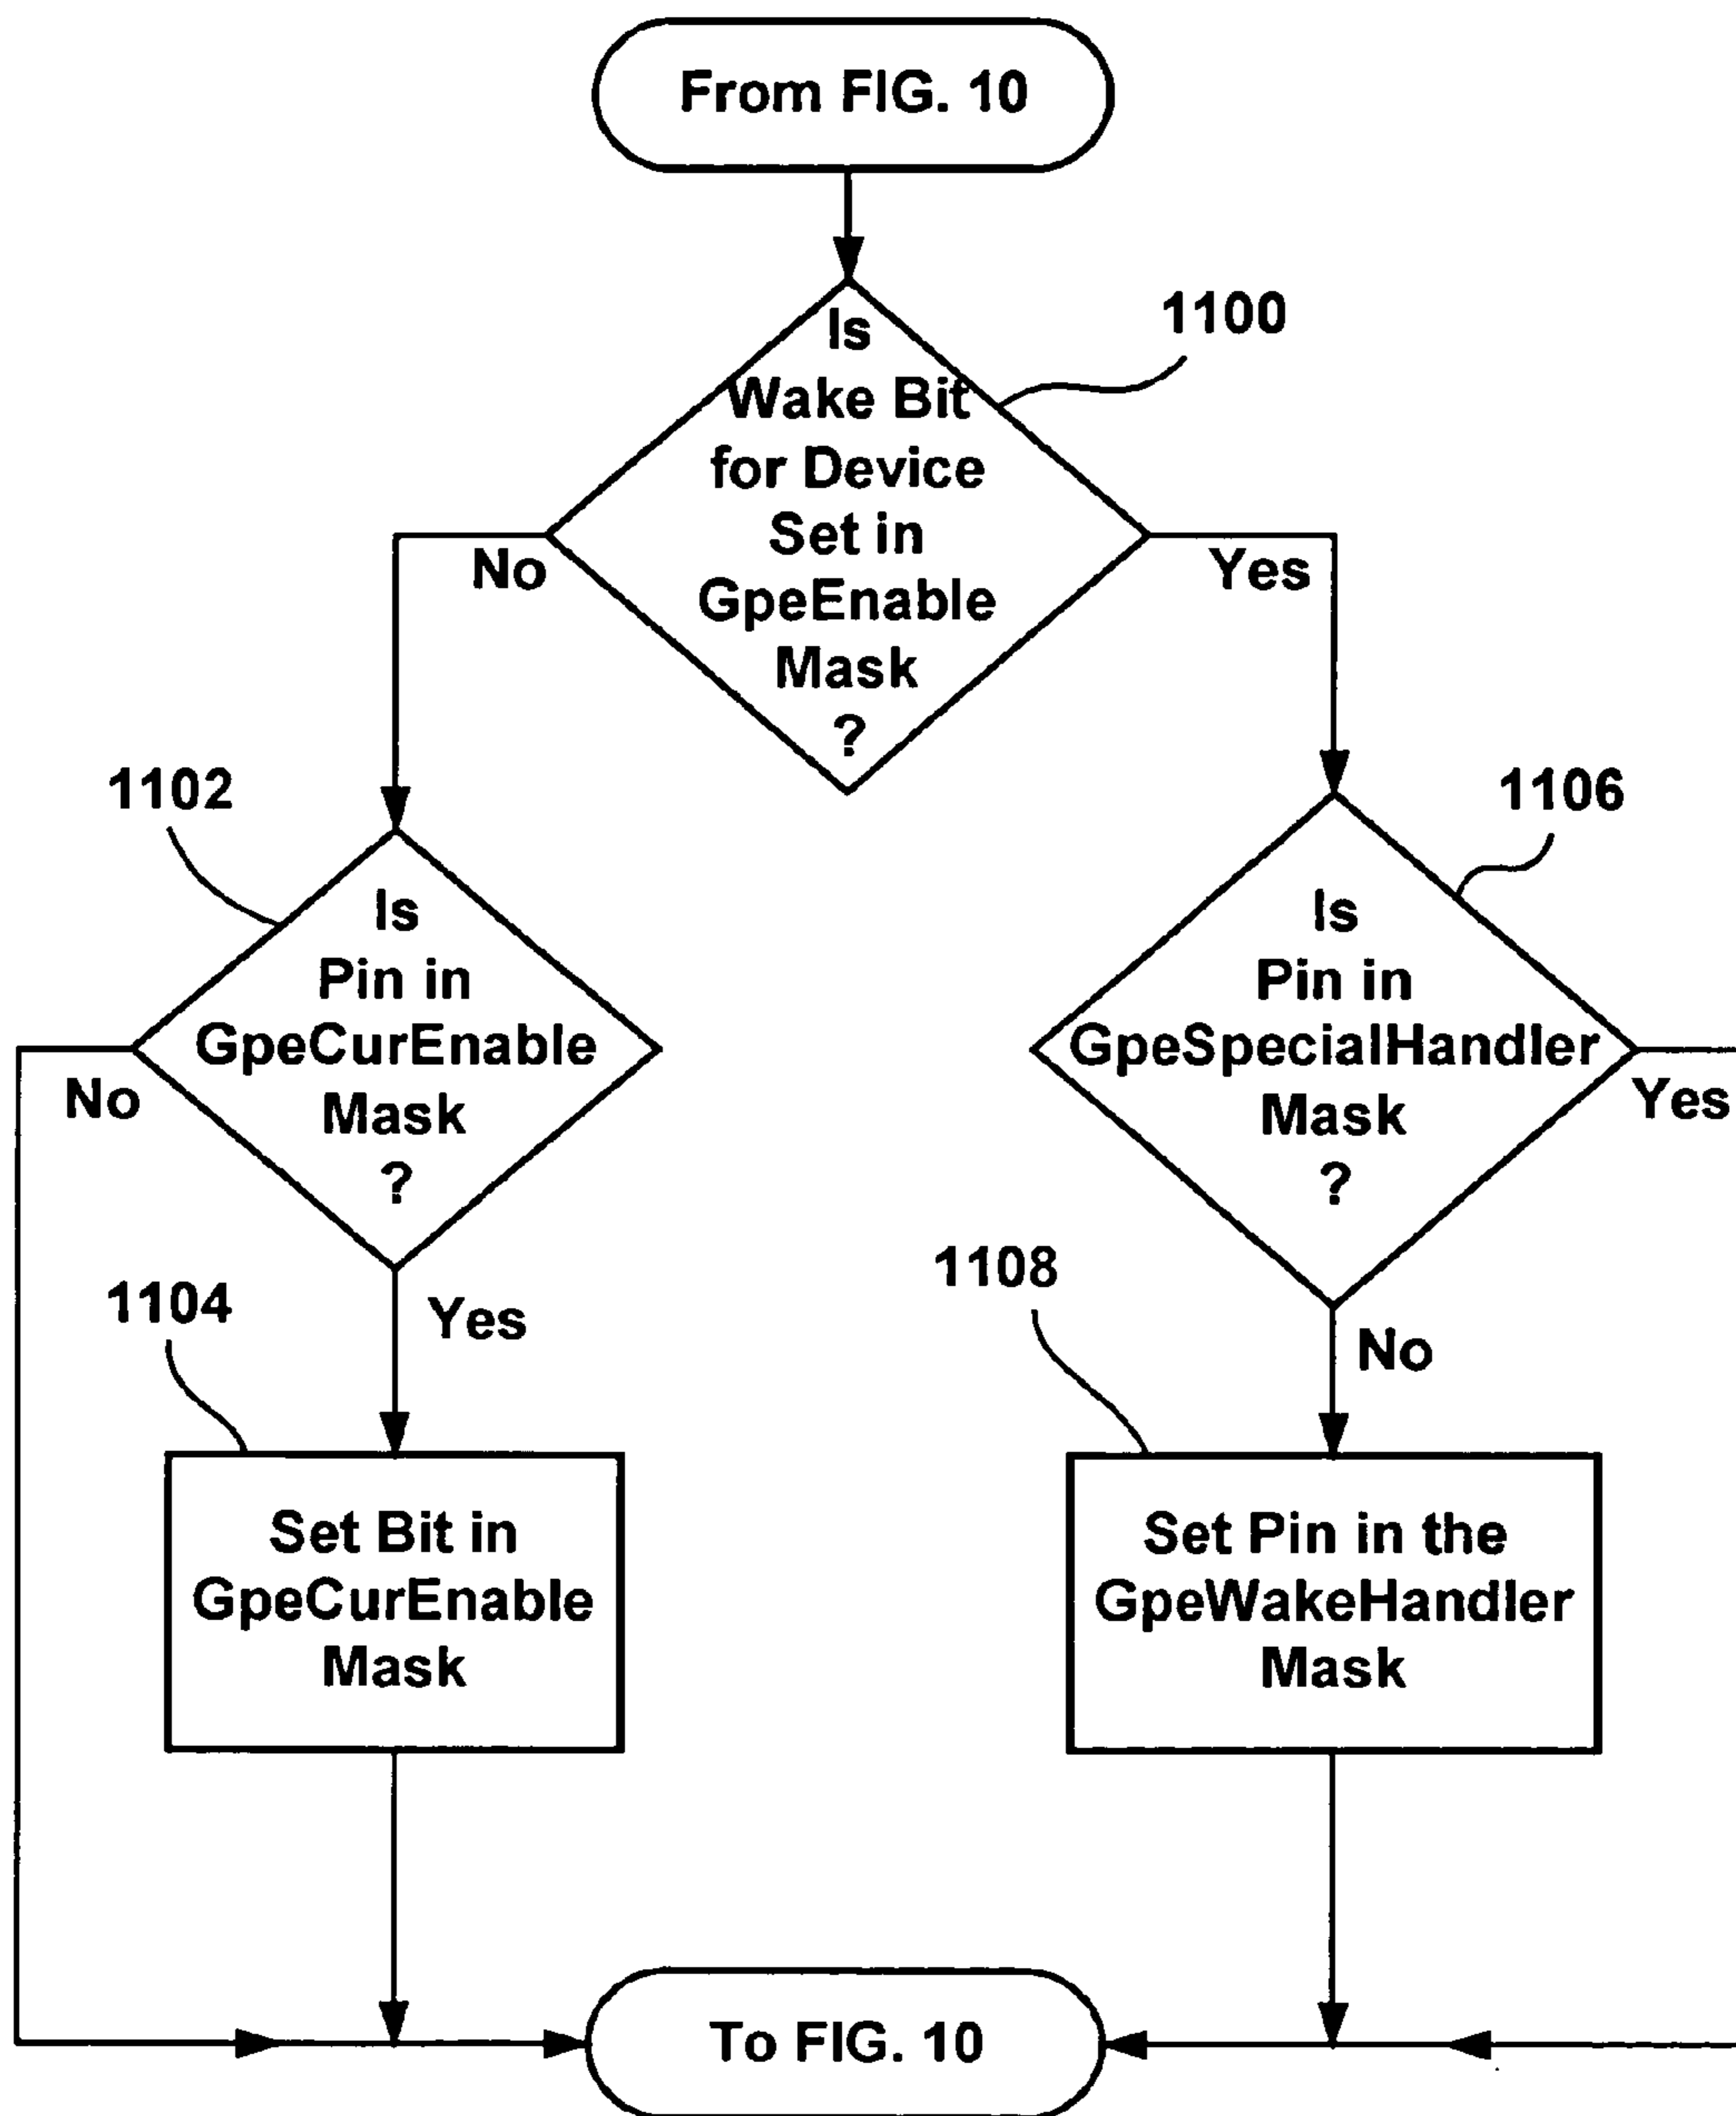 From FIG. 10
1100
Is
Wake Bit
for Device
Set in
GpeEnable
Mask
?
No
Yes
1102
Is
Pin in
GpeCurEnable
Mask
?
No
Yes
1106
Is
Pin in
GpeSpecialHandler
Mask
?
Yes
No
1104
Set Bit in
GpeCurEnable
Mask
1108
Set Pin in the
GpeWakeHandler
Mask
To FIG. 10